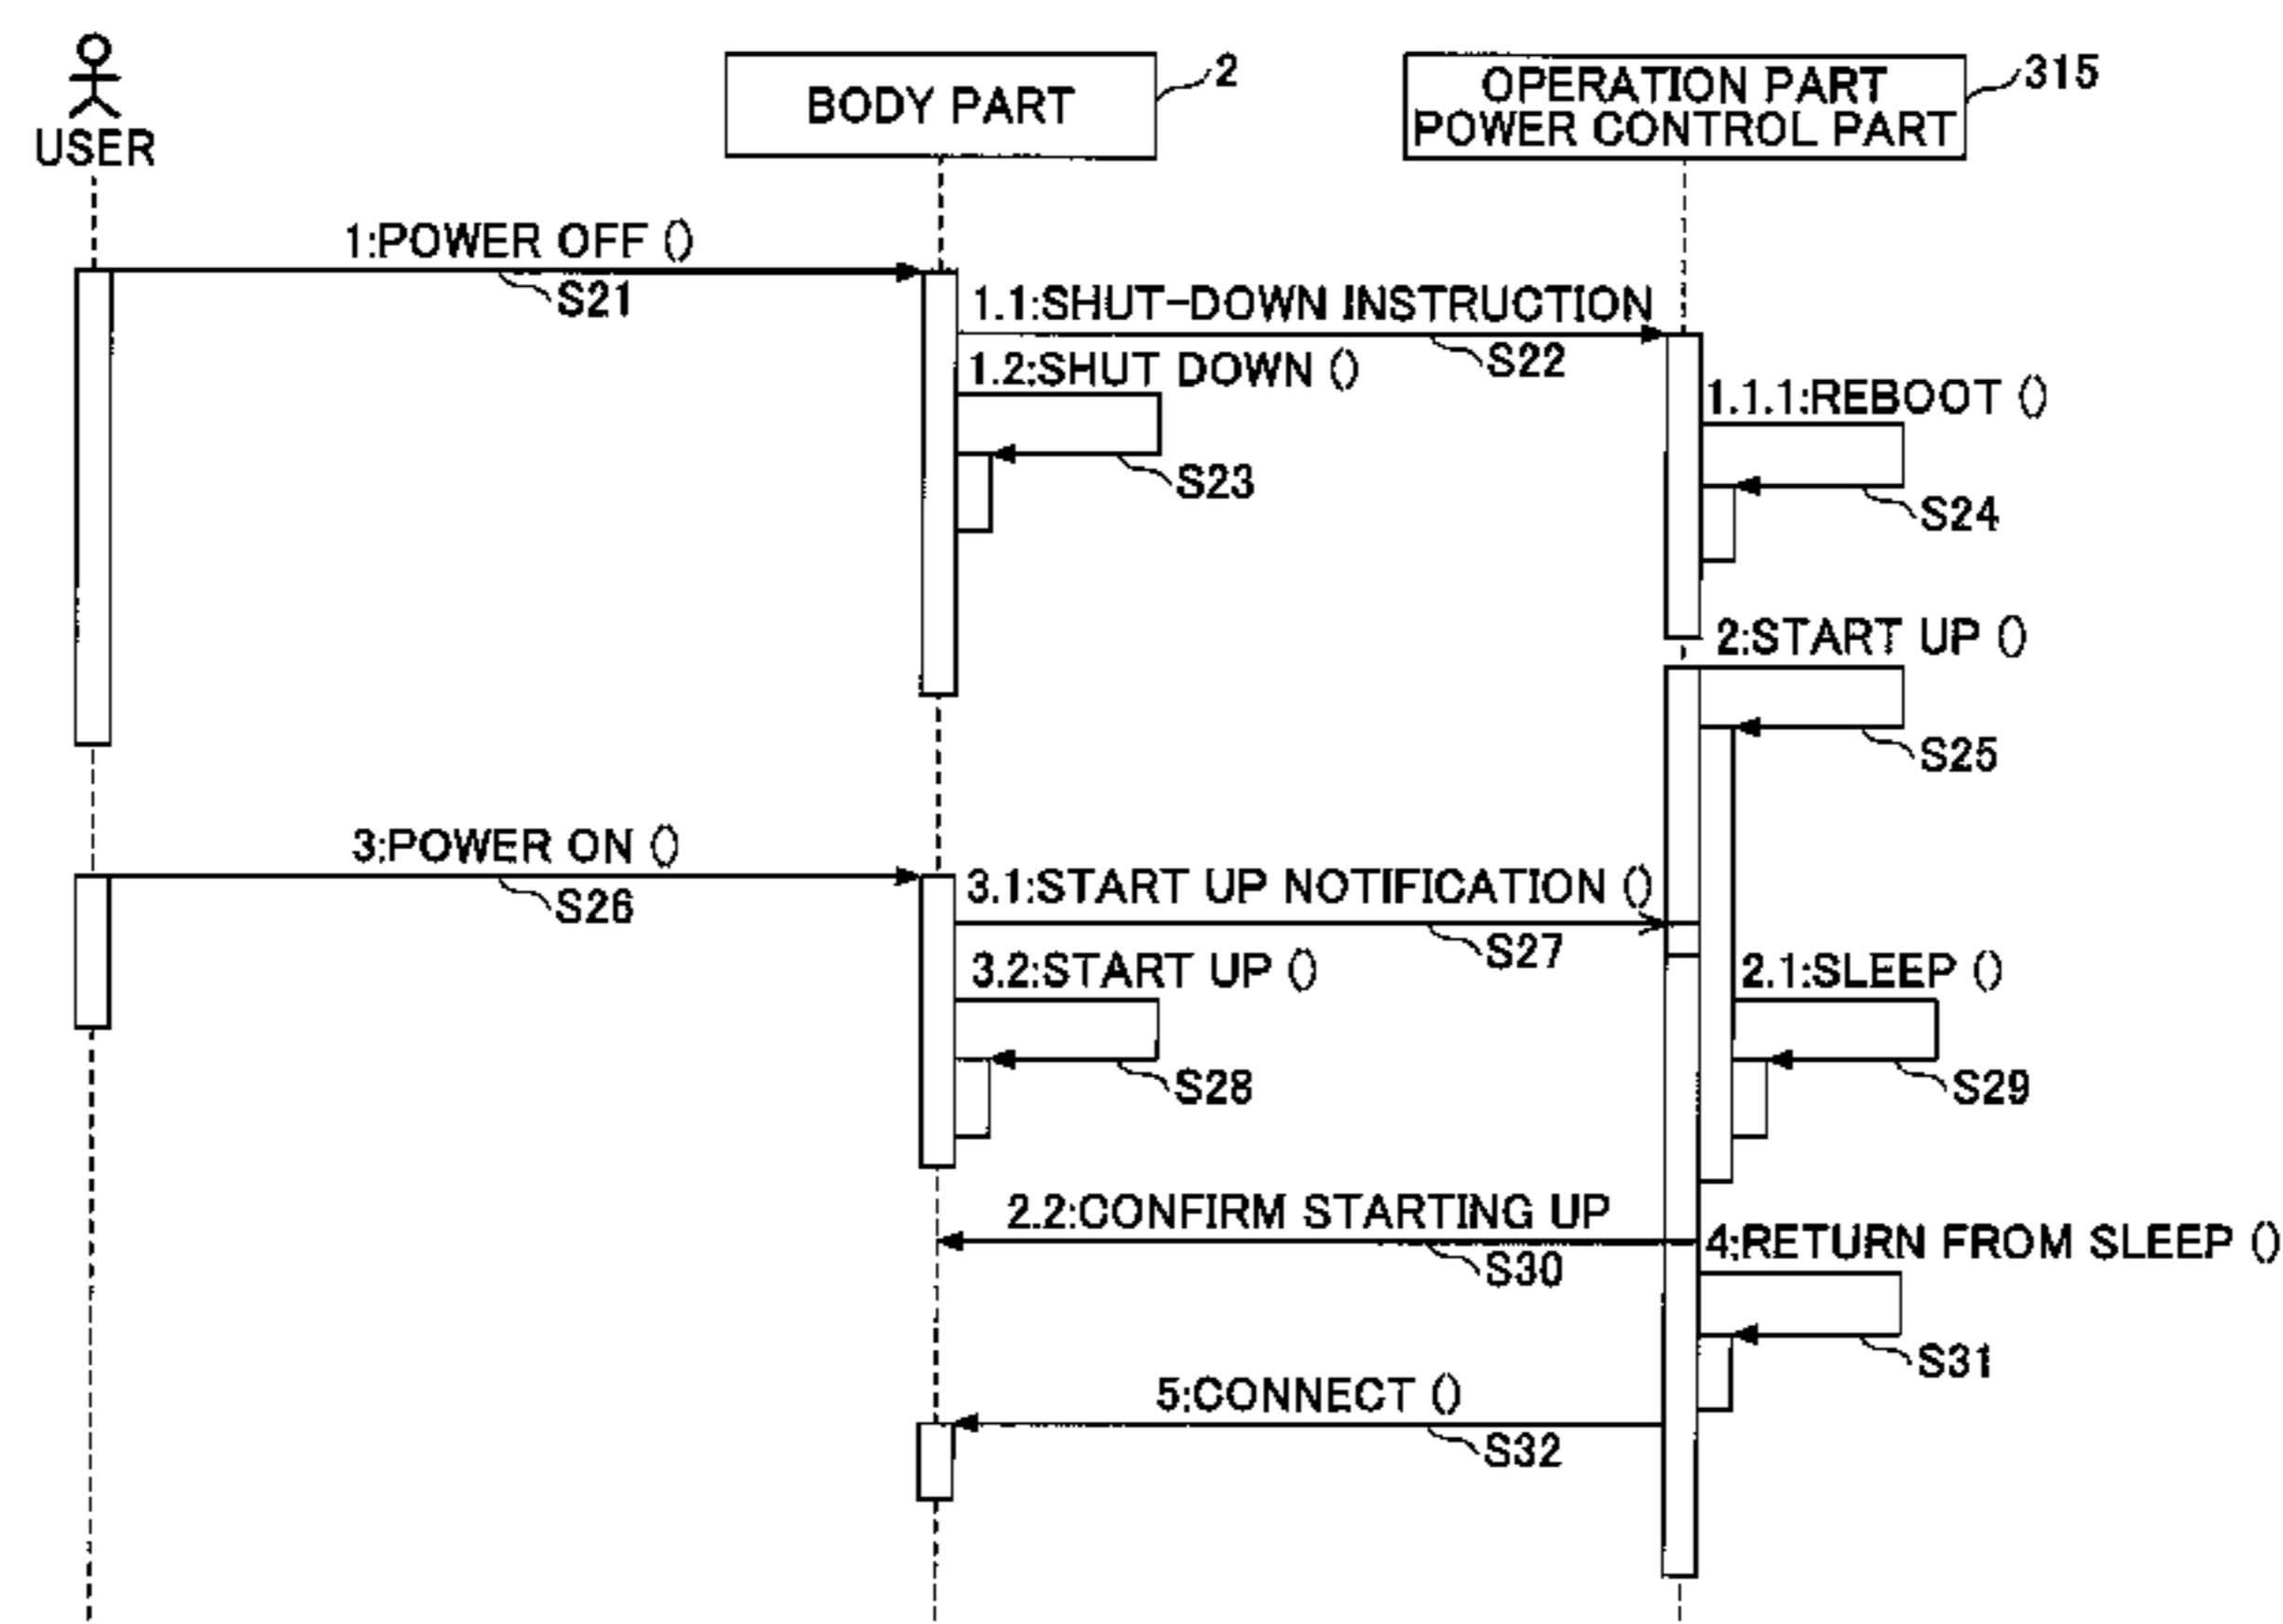 USER
BODY PART
2
OPERATION PART
POWER CONTROL PART
315
1:POWER OFF ()
S21
1.1:SHUT-DOWN INSTRUCTION
S22
1.2:SHUT DOWN ()
S23
1.1.1:REBOOT ()
S24
2:START UP ()
S25
3:POWER ON ()
S26
3.1:START UP NOTIFICATION ()
S27
3.2:START UP ()
S28
2.1:SLEEP ()
S29
2.2:CONFIRM STARTING UP
S30
4:RETURN FROM SLEEP ()
S31
5:CONNECT ()
S32